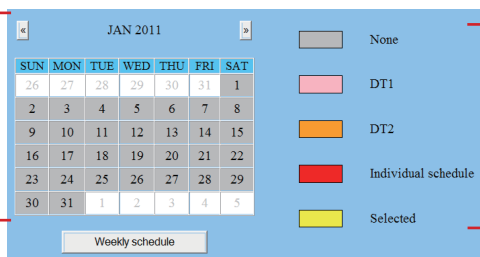 « JAN 2011 »
SUN MON TUE WED THU FRI SAT
26 27 28 29 30 31 1
2 3 4 5 6 7 8
9 10 11 12 13 14 15
16 17 18 19 20 21 22
23 24 25 26 27 28 29
30 31 1 2 3 4 5
Weekly schedule
None
DT1
DT2
Individual schedule
Selected